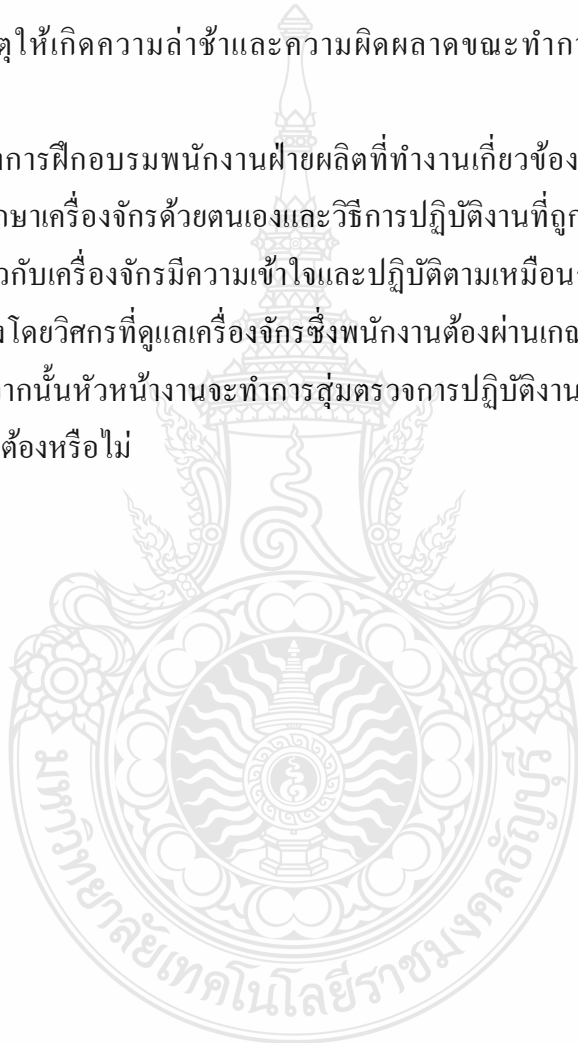 ตุให้เกิดความล่าช้าและความผิดผลาดขณะทำกา
การฝึกอบรมพนักงานฝ่ายผลิตที่ทำงานเกี่ยวข้อง
กษาเครื่องจักรด้วยตนเองและวิธีการปฏิบัติงานที่ถูก
วกับเครื่องจักรมีความเข้าใจและปฏิบัติตามเหมือน
โดยวิศกรที่ดูแลเครื่องจักรซึ่งพนักงานต้องผ่านเกณ
ากนั้นหัวหน้างานจะทำการสุ่มตรวจการปฏิบัติงาน
ต้องหรือไม่
มหาวิทยาลัยเทคโนโลยีราชมงคลธัญบุรี